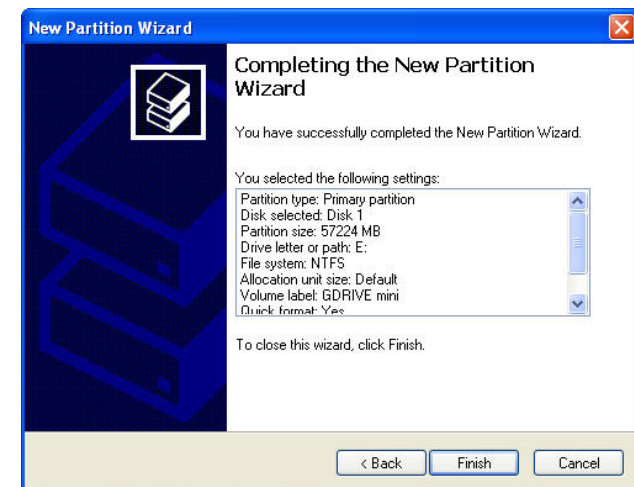 New Partition Wizard
Completing the New Partition
Wizard
You have successfully completed the New Partition Wizard.
You selected the following settings:
Partition type: Primary partition
Disk selected: Disk 1
Partition size: 57224 MB
Drive letter or path: E:
File system: NTFS
Allocation unit size: Default
Volume label: GDRIVE mini
Quick format: Yes
To close this wizard, click Finish.
< Back
Finish
Cancel